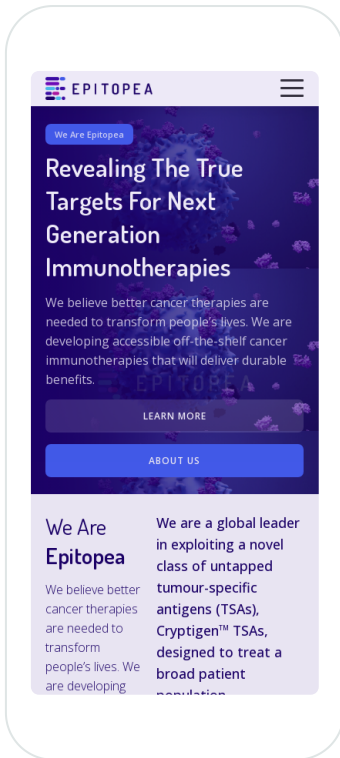 EPITOPEA
We Are Epitopea
Revealing The True
Targets For Next
Generation
Immunotherapies
We believe better cancer therapies are
needed to transform people's lives. We are
developing accessible off-the-shelf cancer
immunotherapies that will deliver durable
benefits.
EPITOPEA
LEARN MORE
ABOUT US
We Are
Epitopea
We believe better
cancer therapies
are needed to
transform
people's lives. We
are developing
We are a global leader
in exploiting a novel
class of untapped
tumour-specific
antigens (TSAs),
Cryptigen™ TSAs,
designed to treat a
broad patient
population